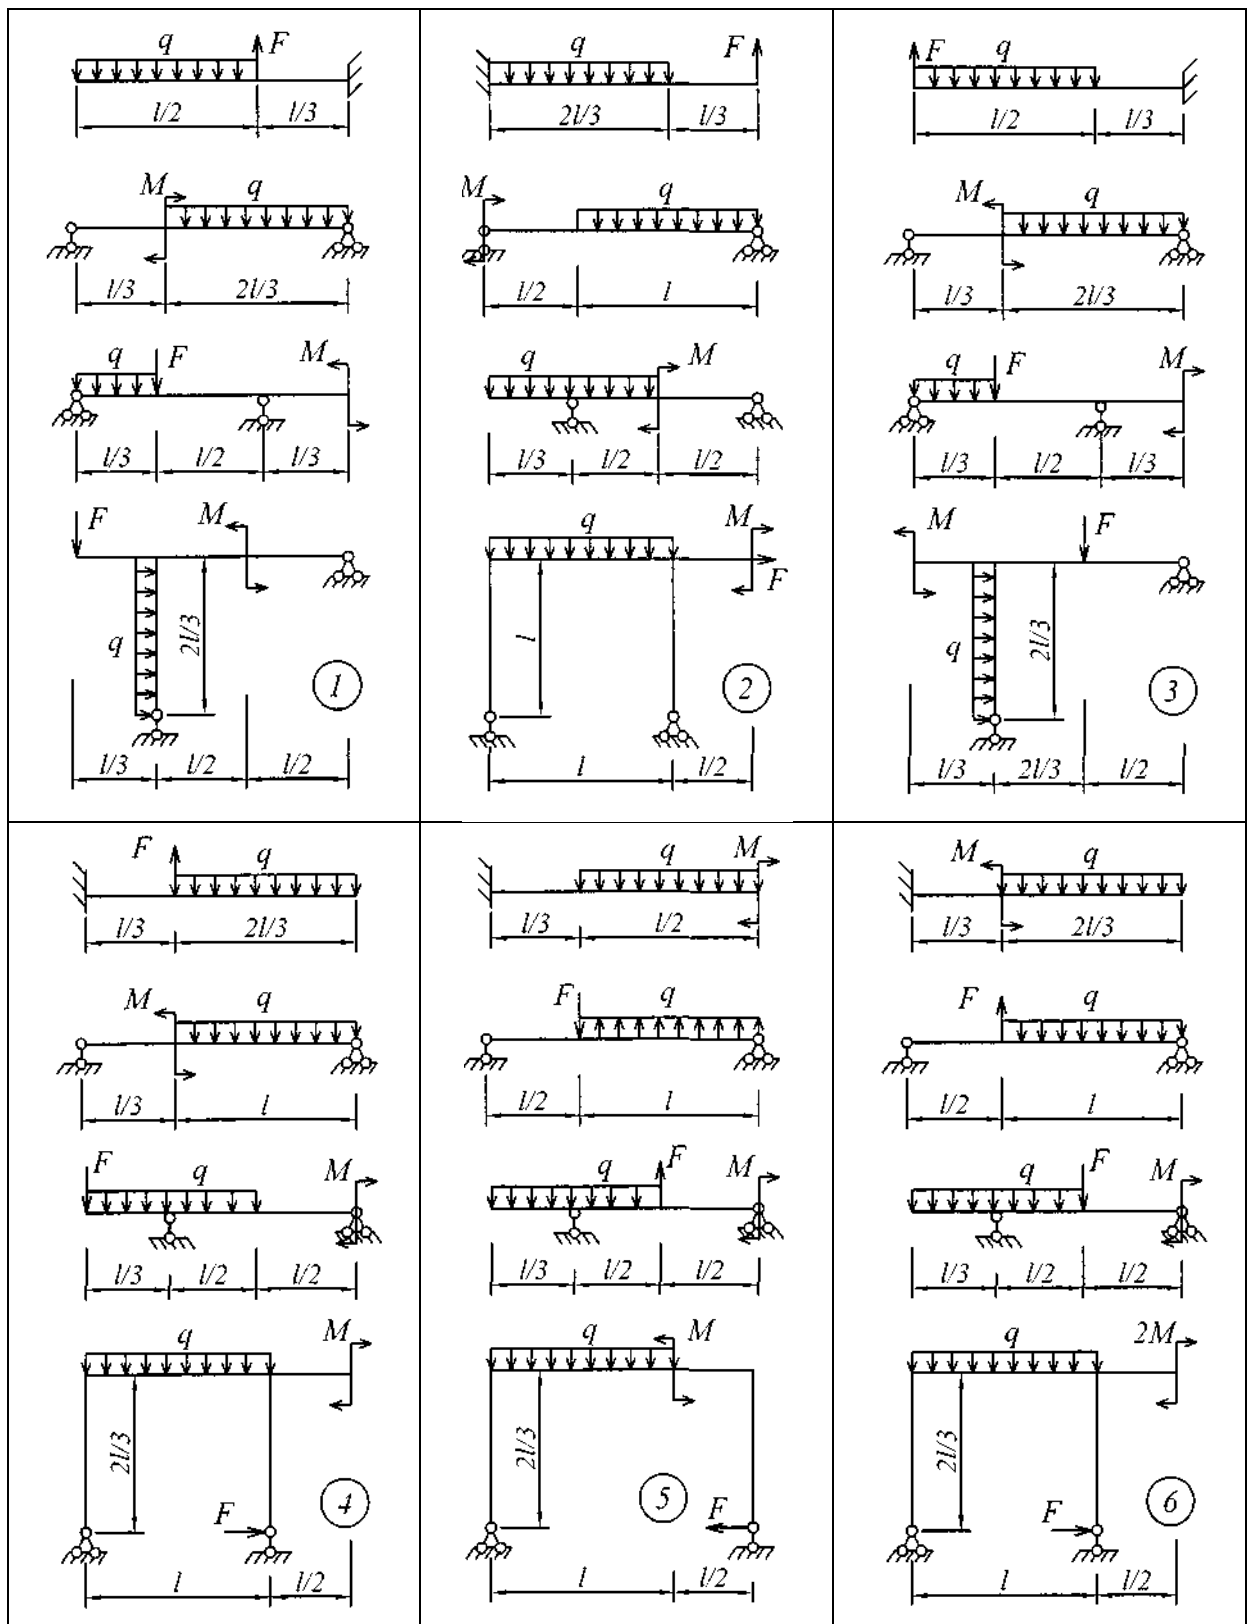 q F
l/2 l/3
M q
l/3 2l/3
q F M
l/3 l/2 l/3
F M
q 2l/3
1
l/3 l/2 l/2
q F
2l/3 l/3
M q
l/2 l
q M
l/3 l/2 l/2
q M
F
l
2
l l/2
F q
l/2 l/3
M q
l/3 2l/3
q F M
l/3 l/2 l/3
M F
q 2l/3
3
l/3 2l/3 l/2
F q
l/3 2l/3
M q
l/3 l
F q M
l/3 l/2 l/2
q M
2l/3
F 4
l l/2
q M
l/3 l/2
F q
l/2 l
q F M
l/3 l/2 l/2
q M
2l/3
5 F
l l/2
M q
l/3 2l/3
F q
l/2 l
q F M
l/3 l/2 l/2
q 2M
2l/3
F 6
l l/2